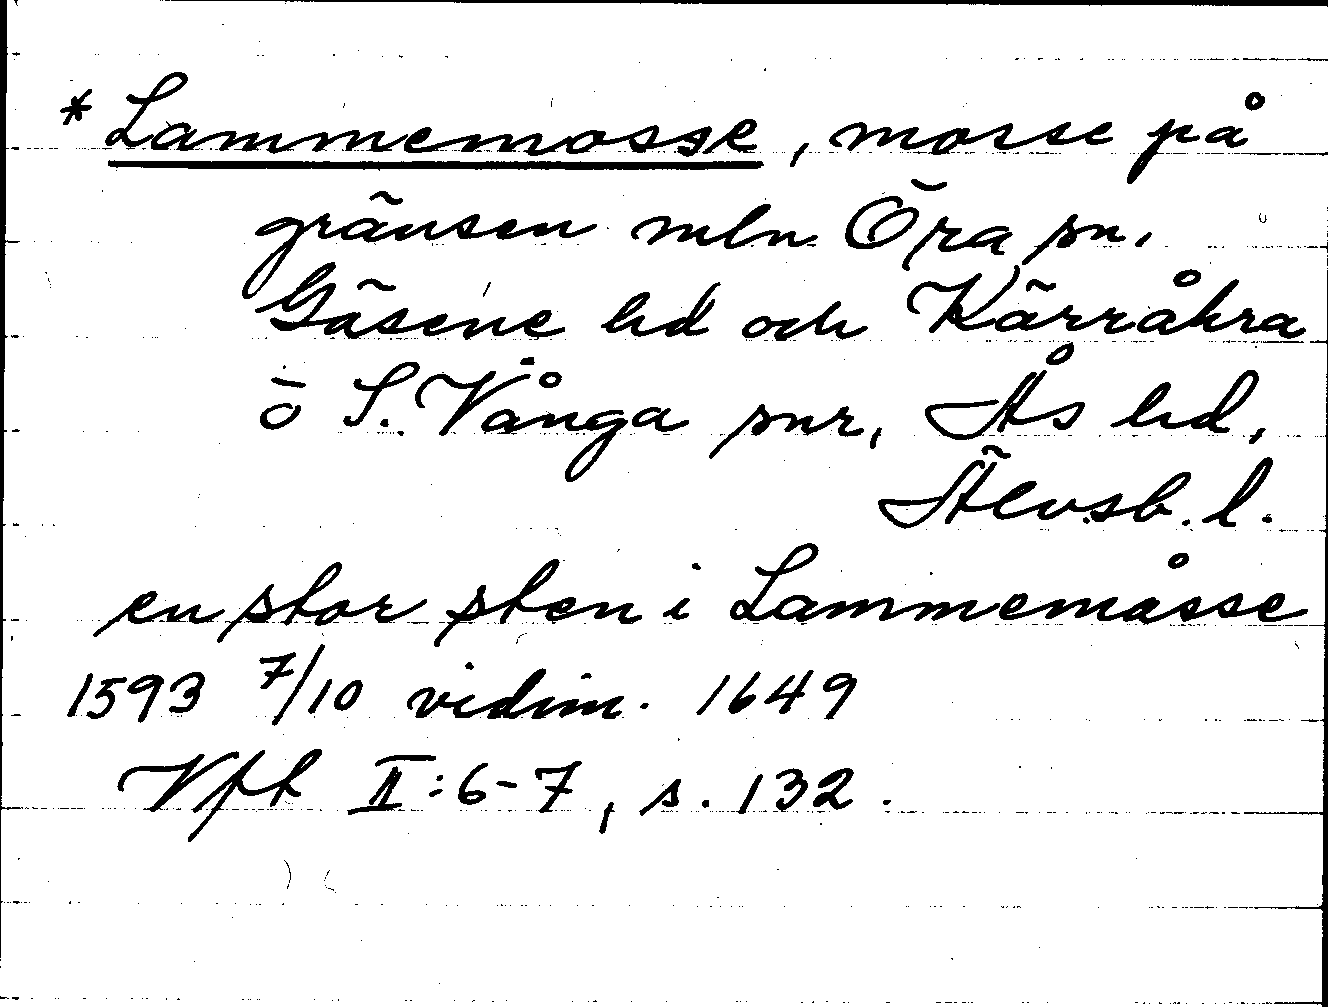 * Lammemosse, mosse på
gränsen mln Öra sn,
Gäsene hd och Kärråkra
o S. Vånga snr, Ås hd,
Älvsb. l.
en stor sten i Lammemåsse
1593 7/10 vidim. 1649
Vft II:6-7, s. 132.